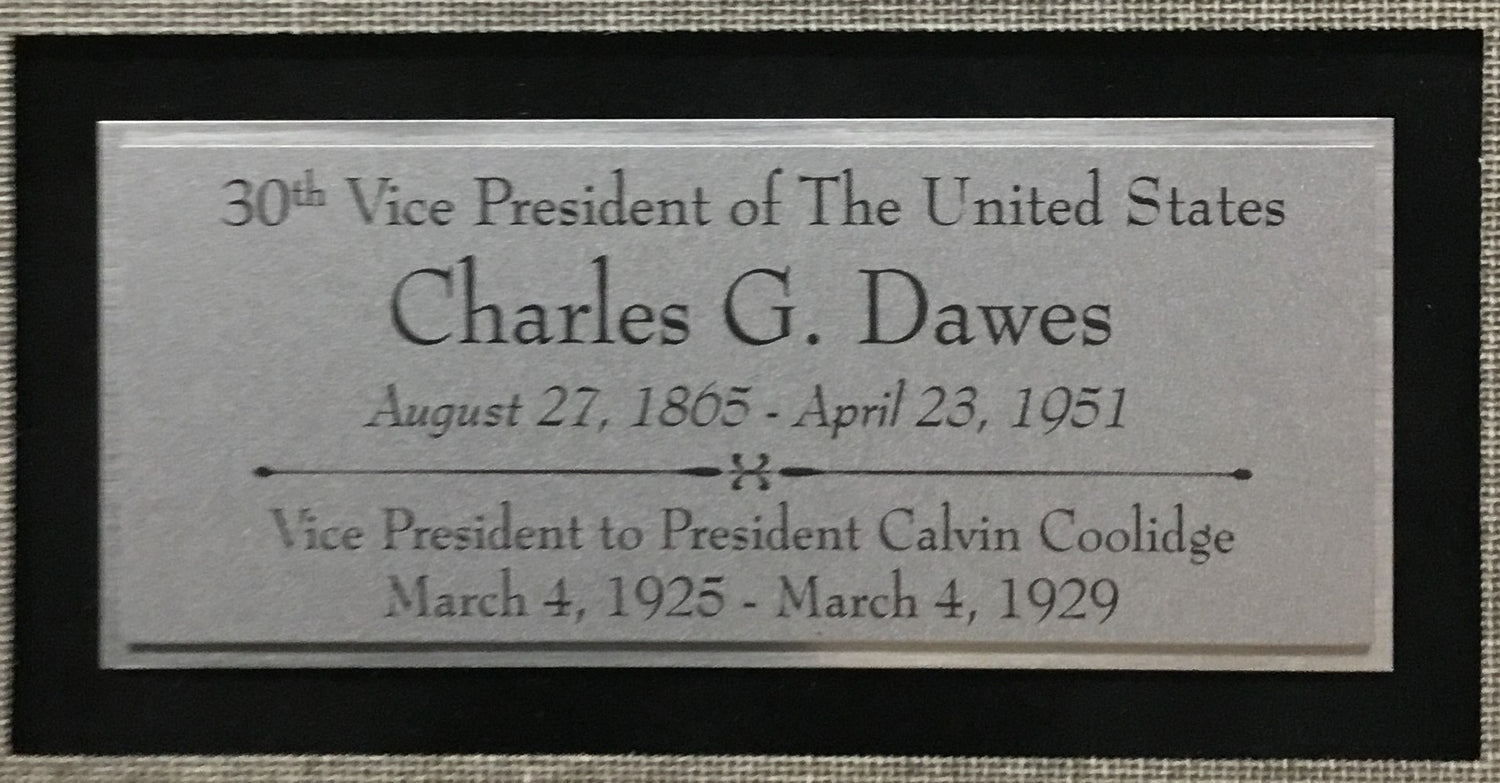 30th Vice President of The United States
Charles G. Dawes
August 27, 1865 - April 23, 1951
Vice President to President Calvin Coolidge
March 4, 1925 - March 4, 1929